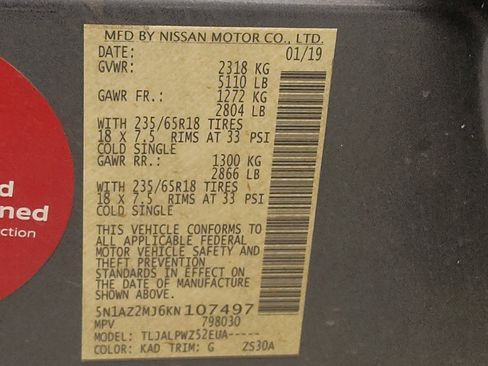 MFD BY NISSAN MOTOR CO., LTD.
DATE: 01/19
GVWR: 2318 KG
5110 LB
GAWR FR.: 1272 KG
2804 LB
WITH 235/65R18 TIRES
18 X 7.5 RIMS AT 33 PSI
COLD SINGLE
GAWR RR.: 1300 KG
2866 LB
WITH 235/65R18 TIRES
18 X 7.5 RIMS AT 33 PSI
COLD SINGLE
THIS VEHICLE CONFORMS TO
ALL APPLICABLE FEDERAL
MOTOR VEHICLE SAFETY AND
THEFT PREVENTION
STANDARDS IN EFFECT ON
THE DATE OF MANUFACTURE
SHOWN ABOVE.
5N1AZ2MJ6KN107497
MPV 798030
MODEL: TLJALPWZ52EUA-----
COLOR: KAD TRIM: G ZS30A
d
ned
ction